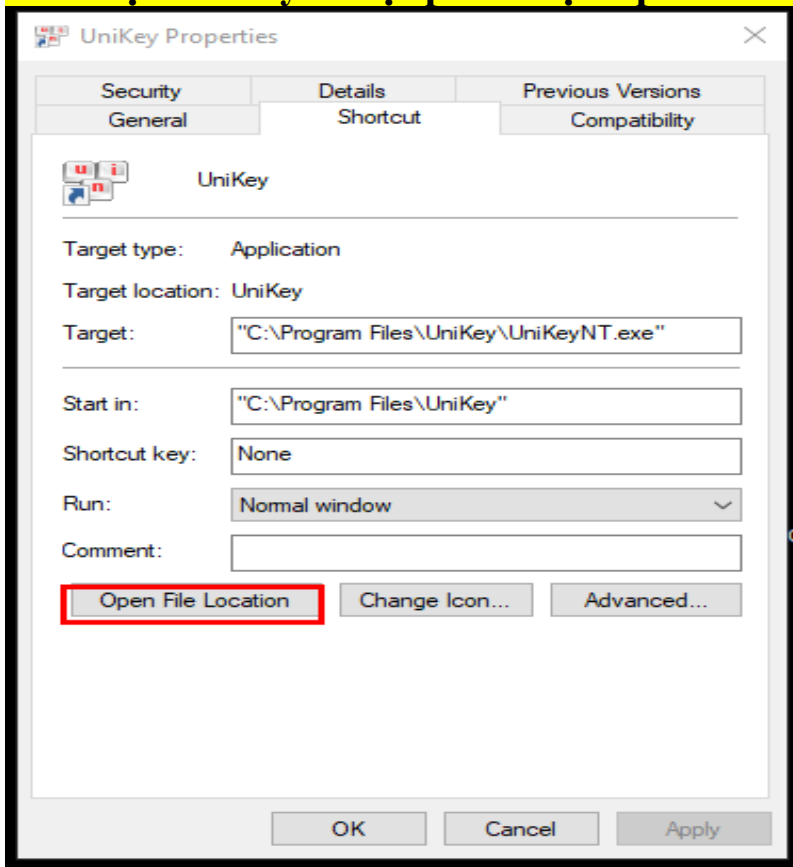 UniKey Properties
Security Details Previous Versions
General Shortcut Compatibility
u i n
UniKey
Target type: Application
Target location: UniKey
Target: "C:\Program Files\UniKey\UniKeyNT.exe"
Start in: "C:\Program Files\UniKey"
Shortcut key: None
Run: Normal window
Comment:
Open File Location Change Icon... Advanced...
OK Cancel Apply